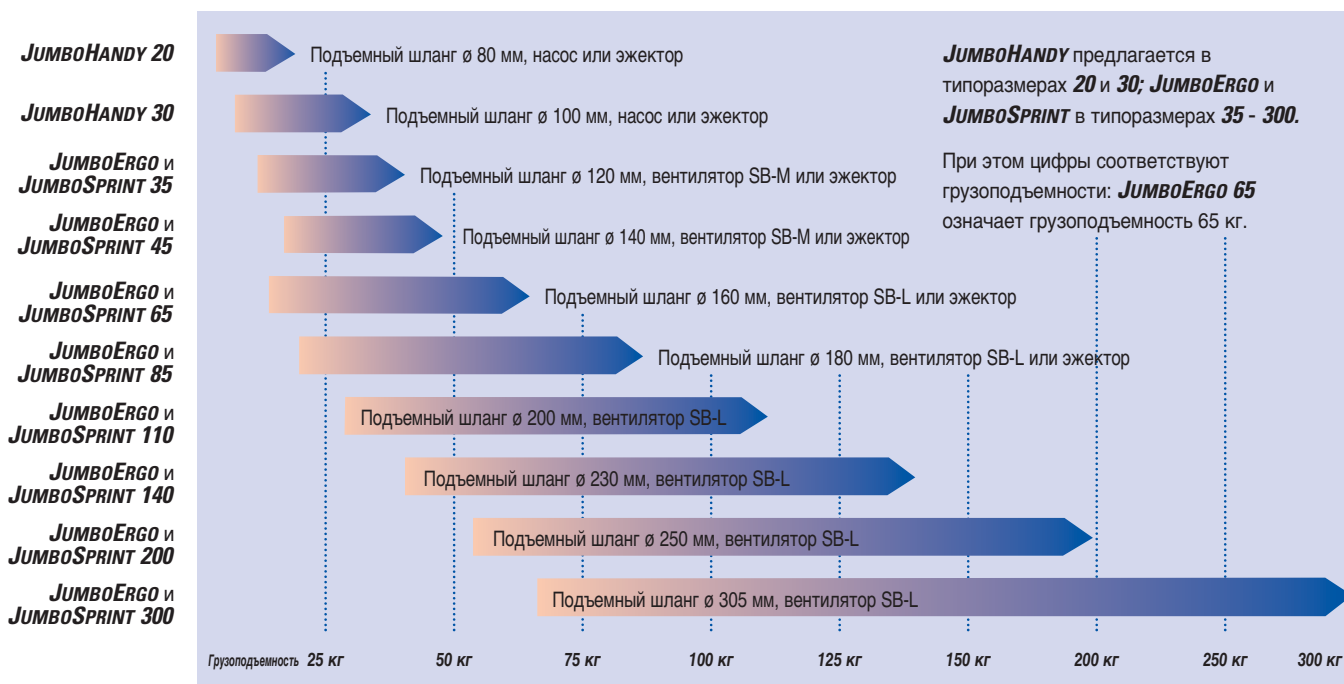 JUMBOHANDY 20
Подъемный шланг ø 80 мм, насос или эжектор
JUMBOHANDY 30
Подъемный шланг ø 100 мм, насос или эжектор
JUMBOERGO и
JUMBOSPRINT 35
Подъемный шланг ø 120 мм, вентилятор SB-M или эжектор
JUMBOERGO и
JUMBOSPRINT 45
Подъемный шланг ø 140 мм, вентилятор SB-M или эжектор
JUMBOERGO и
JUMBOSPRINT 65
Подъемный шланг ø 160 мм, вентилятор SB-L или эжектор
JUMBOERGO и
JUMBOSPRINT 85
Подъемный шланг ø 180 мм, вентилятор SB-L или эжектор
JUMBOERGO и
JUMBOSPRINT 110
Подъемный шланг ø 200 мм, вентилятор SB-L
JUMBOERGO и
JUMBOSPRINT 140
Подъемный шланг ø 230 мм, вентилятор SB-L
JUMBOERGO и
JUMBOSPRINT 200
Подъемный шланг ø 250 мм, вентилятор SB-L
JUMBOERGO и
JUMBOSPRINT 300
Подъемный шланг ø 305 мм, вентилятор SB-L
JUMBOHANDY предлагается в
типоразмерах 20 и 30; JUMBOERGO и
JUMBOSPRINT в типоразмерах 35 - 300.
При этом цифры соответствуют
грузоподъемности: JUMBOERGO 65
означает грузоподъемность 65 кг.
Грузоподъемность 25 кг 50 кг 75 кг 100 кг 125 кг 150 кг 200 кг 250 кг 300 кг